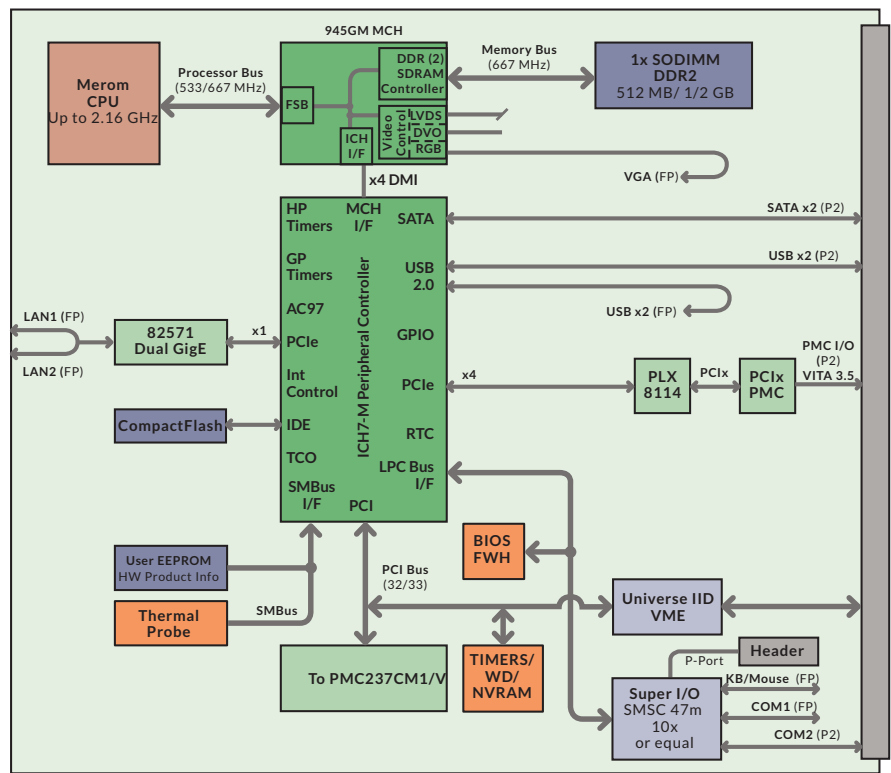 945GM MCH
Merom
CPU
Up to 2.16 GHz
Processor Bus
(533/667 MHz)
FSB
DDR (2)
SDRAM
Controller
Video
Control
LVDS
DVO
RGB
ICH
I/F
Memory Bus
(667 MHz)
1x SODIMM
DDR2
512 MB/ 1/2 GB
x4 DMI
VGA (FP)
HP
Timers
MCH
I/F
SATA
SATA x2 (P2)
GP
Timers
USB
2.0
USB x2 (P2)
USB x2 (FP)
AC97
GPIO
ICH7-M Peripheral Controller
LAN1 (FP)
LAN2 (FP)
82571
Dual GigE
x1
PCIe
Int
Control
PCIe
x4
PLX
8114
PCIx
PCIx
PMC
PMC I/O
(P2)
VITA 3.5
CompactFlash
IDE
RTC
TCO
LPC Bus
I/F
SMBus
I/F
PCI
User EEPROM
HW Product Info
Thermal
Probe
SMBus
PCI Bus
(32/33)
BIOS
FWH
Universe IID
VME
To PMC237CM1/V
TIMERS/
WD/
NVRAM
P-Port
Header
Super I/O
SMSC 47m
10x
or equal
KB/Mouse (FP)
COM1 (FP)
COM2 (P2)